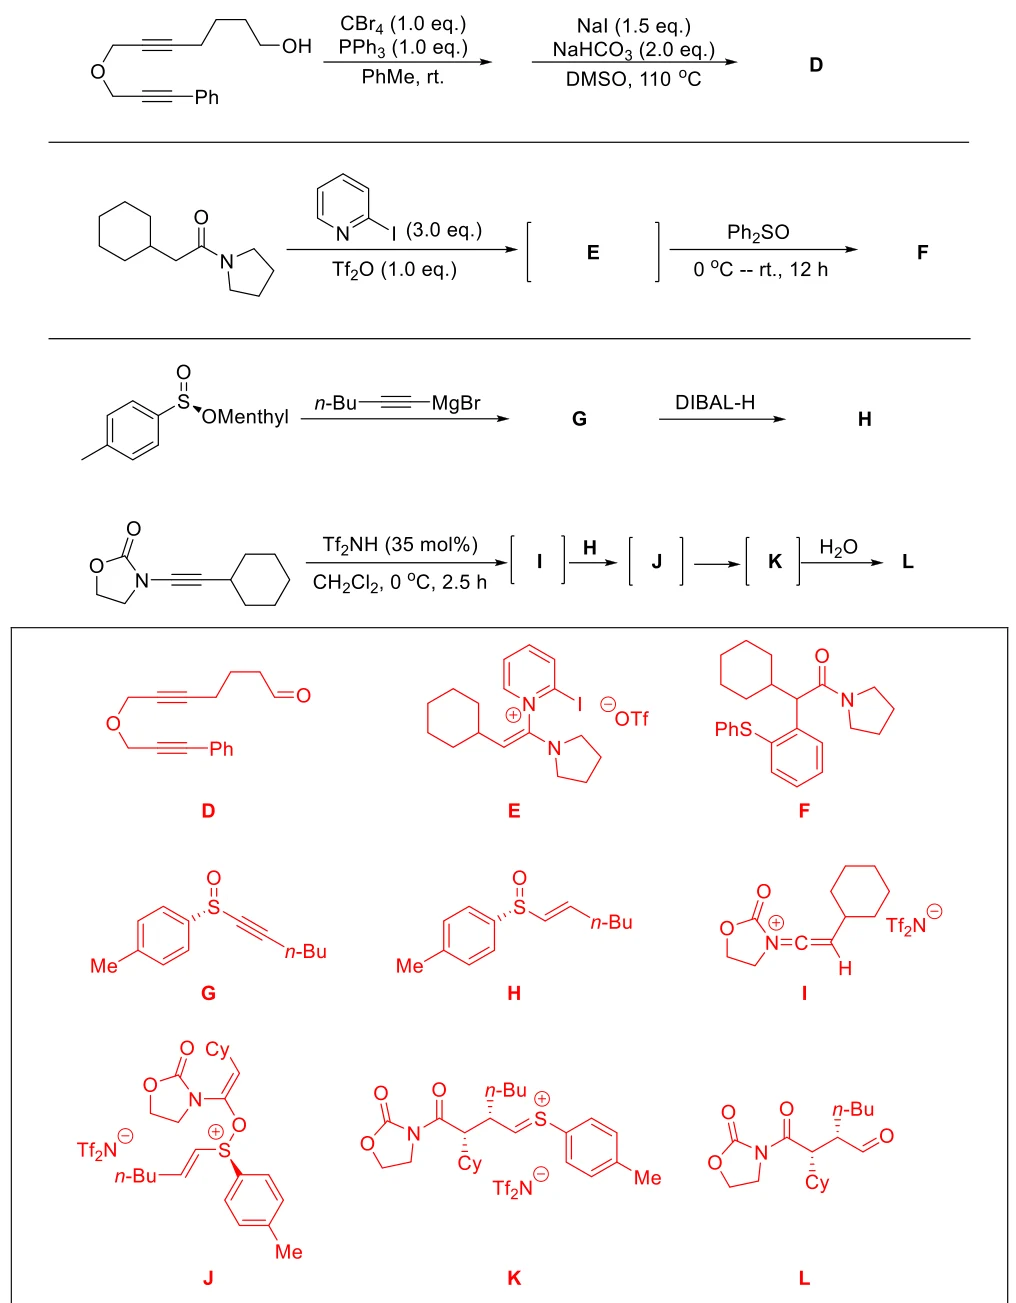 CBr4 (1.0 eq.)
PPh3 (1.0 eq.)
PhMe, rt.
NaI (1.5 eq.)
NaHCO3 (2.0 eq.)
DMSO, 110 °C
OH
O
Ph
D
O
N
N
I (3.0 eq.)
Tf2O (1.0 eq.)
E
Ph2SO
0 °C -- rt., 12 h
F
O
S
OMenthyl
n-Bu
MgBr
G
DIBAL-H
H
O
O
N
Tf2NH (35 mol%)
CH2Cl2, 0 °C, 2.5 h
I
H
J
K
H2O
L
O
O
Ph
D
N
⊕
I
N
⊖
OTf
E
O
N
PhS
F
O
S
n-Bu
Me
G
O
S
n-Bu
Me
H
O
O
N
⊕
C
H
Tf2N ⊖
I
O
Cy
O
N
O
Tf2N ⊖
⊕
S
n-Bu
Me
J
O
O
N
O
n-Bu
⊕
S
Cy
Tf2N ⊖
Me
K
O
O
N
O
n-Bu
O
Cy
L